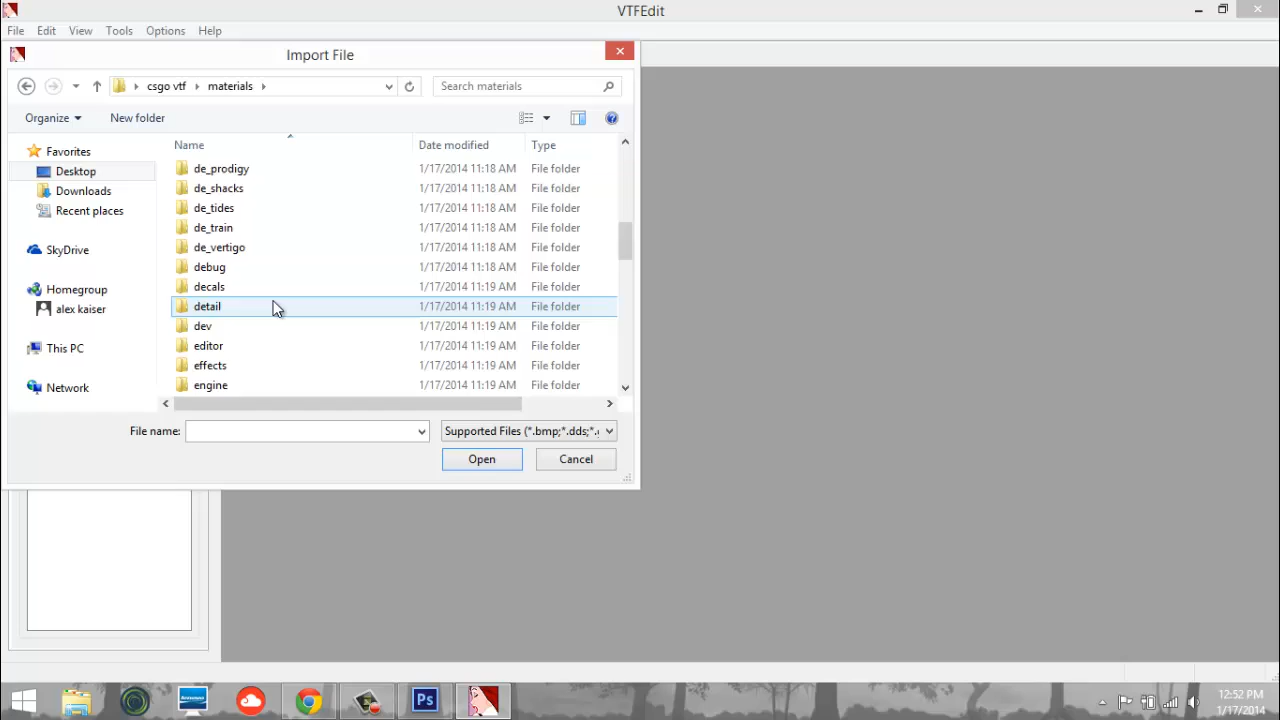 VTFEdit
File Edit View Tools Options Help
Import File
csgo vtf materials
Search materials
Organize New folder
Name Date modified Type
Favorites
Desktop
Downloads
Recent places
SkyDrive
Homegroup
alex kaiser
This PC
Network
de_prodigy 1/17/2014 11:18 AM File folder
de_shacks 1/17/2014 11:18 AM File folder
de_tides 1/17/2014 11:18 AM File folder
de_train 1/17/2014 11:18 AM File folder
de_vertigo 1/17/2014 11:18 AM File folder
debug 1/17/2014 11:18 AM File folder
decals 1/17/2014 11:19 AM File folder
detail 1/17/2014 11:19 AM File folder
dev 1/17/2014 11:19 AM File folder
editor 1/17/2014 11:19 AM File folder
effects 1/17/2014 11:19 AM File folder
engine 1/17/2014 11:19 AM File folder
File name: Supported Files (*.bmp;*.dds;*.
Open Cancel
Ps
12:52 PM
1/17/2014